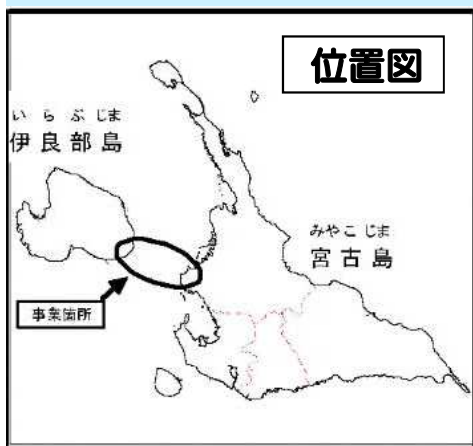 位置図
いらぶじま
伊良部島
みやこじま
宮古島
事業箇所